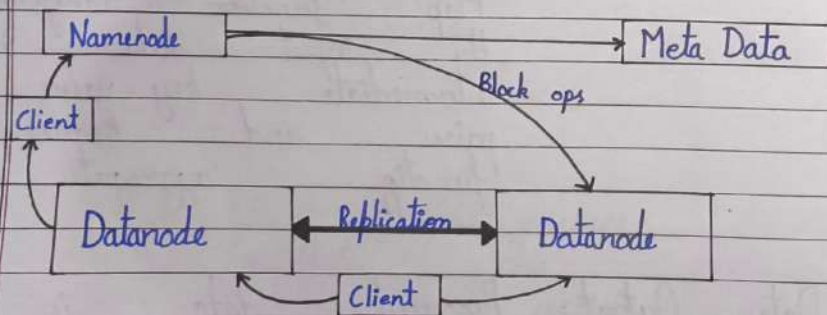 Namenode
Meta Data
Block ops
Client
Datanode
Replication
Datanode
Client